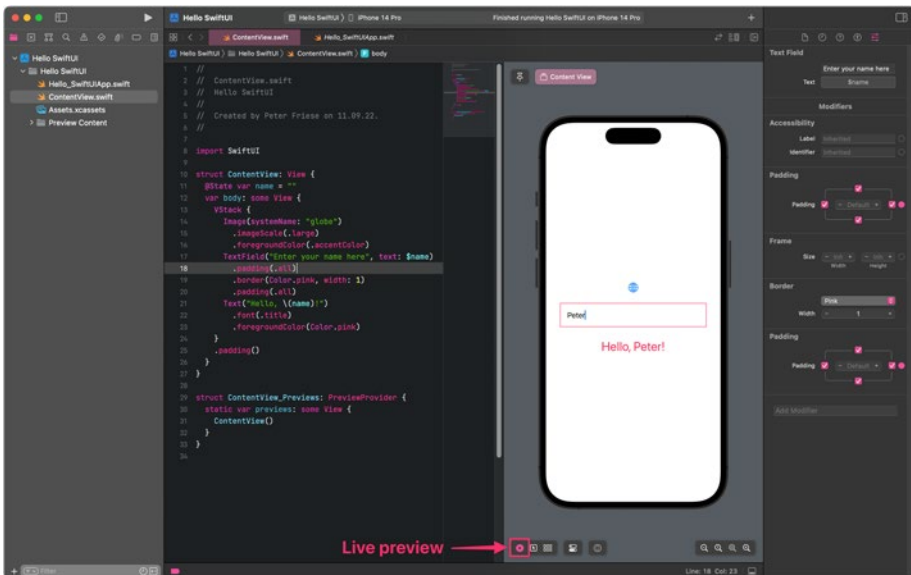 Hello SwiftUI
Hello SwiftUI
iPhone 14 Pro
Finished running Hello SwiftUI on iPhone 14 Pro
ContentView.swift
Hello_SwiftUIApp.swift
Hello SwiftUI
Hello SwiftUI
Hello_SwiftUIApp.swift
ContentView.swift
Assets.xcassets
Preview Content
Filter
Hello SwiftUI
Hello SwiftUI
ContentView.swift
body
1 //
2 //  ContentView.swift
3 //  Hello SwiftUI
4 //
5 //  Created by Peter Friese on 11.09.22.
6 //
7
8 import SwiftUI
9
10 struct ContentView: View {
11   @State var name = ""
12   var body: some View {
13     VStack {
14       Image(systemName: "globe")
15         .imageScale(.large)
16         .foregroundColor(.accentColor)
17       TextField("Enter your name here", text: $name)
18         .padding(.all)
19         .border(Color.pink, width: 1)
20         .padding(.all)
21       Text("Hello, \(name)!")
22         .font(.title)
23         .foregroundColor(Color.pink)
24     }
25     .padding()
26   }
27 }
28
29 struct ContentView_Previews: PreviewProvider {
30   static var previews: some View {
31     ContentView()
32   }
33 }
34
Content View
Peter
Hello, Peter!
Live preview
Line: 18 Col: 23
Text Field
Enter your name here
Text $name
Modifiers
Accessibility
Label Inherited
Identifier Inherited
Padding
Padding Default
Frame
Size
Width Height
Border
Pink
Width 1
Padding
Padding Default
Add Modifier